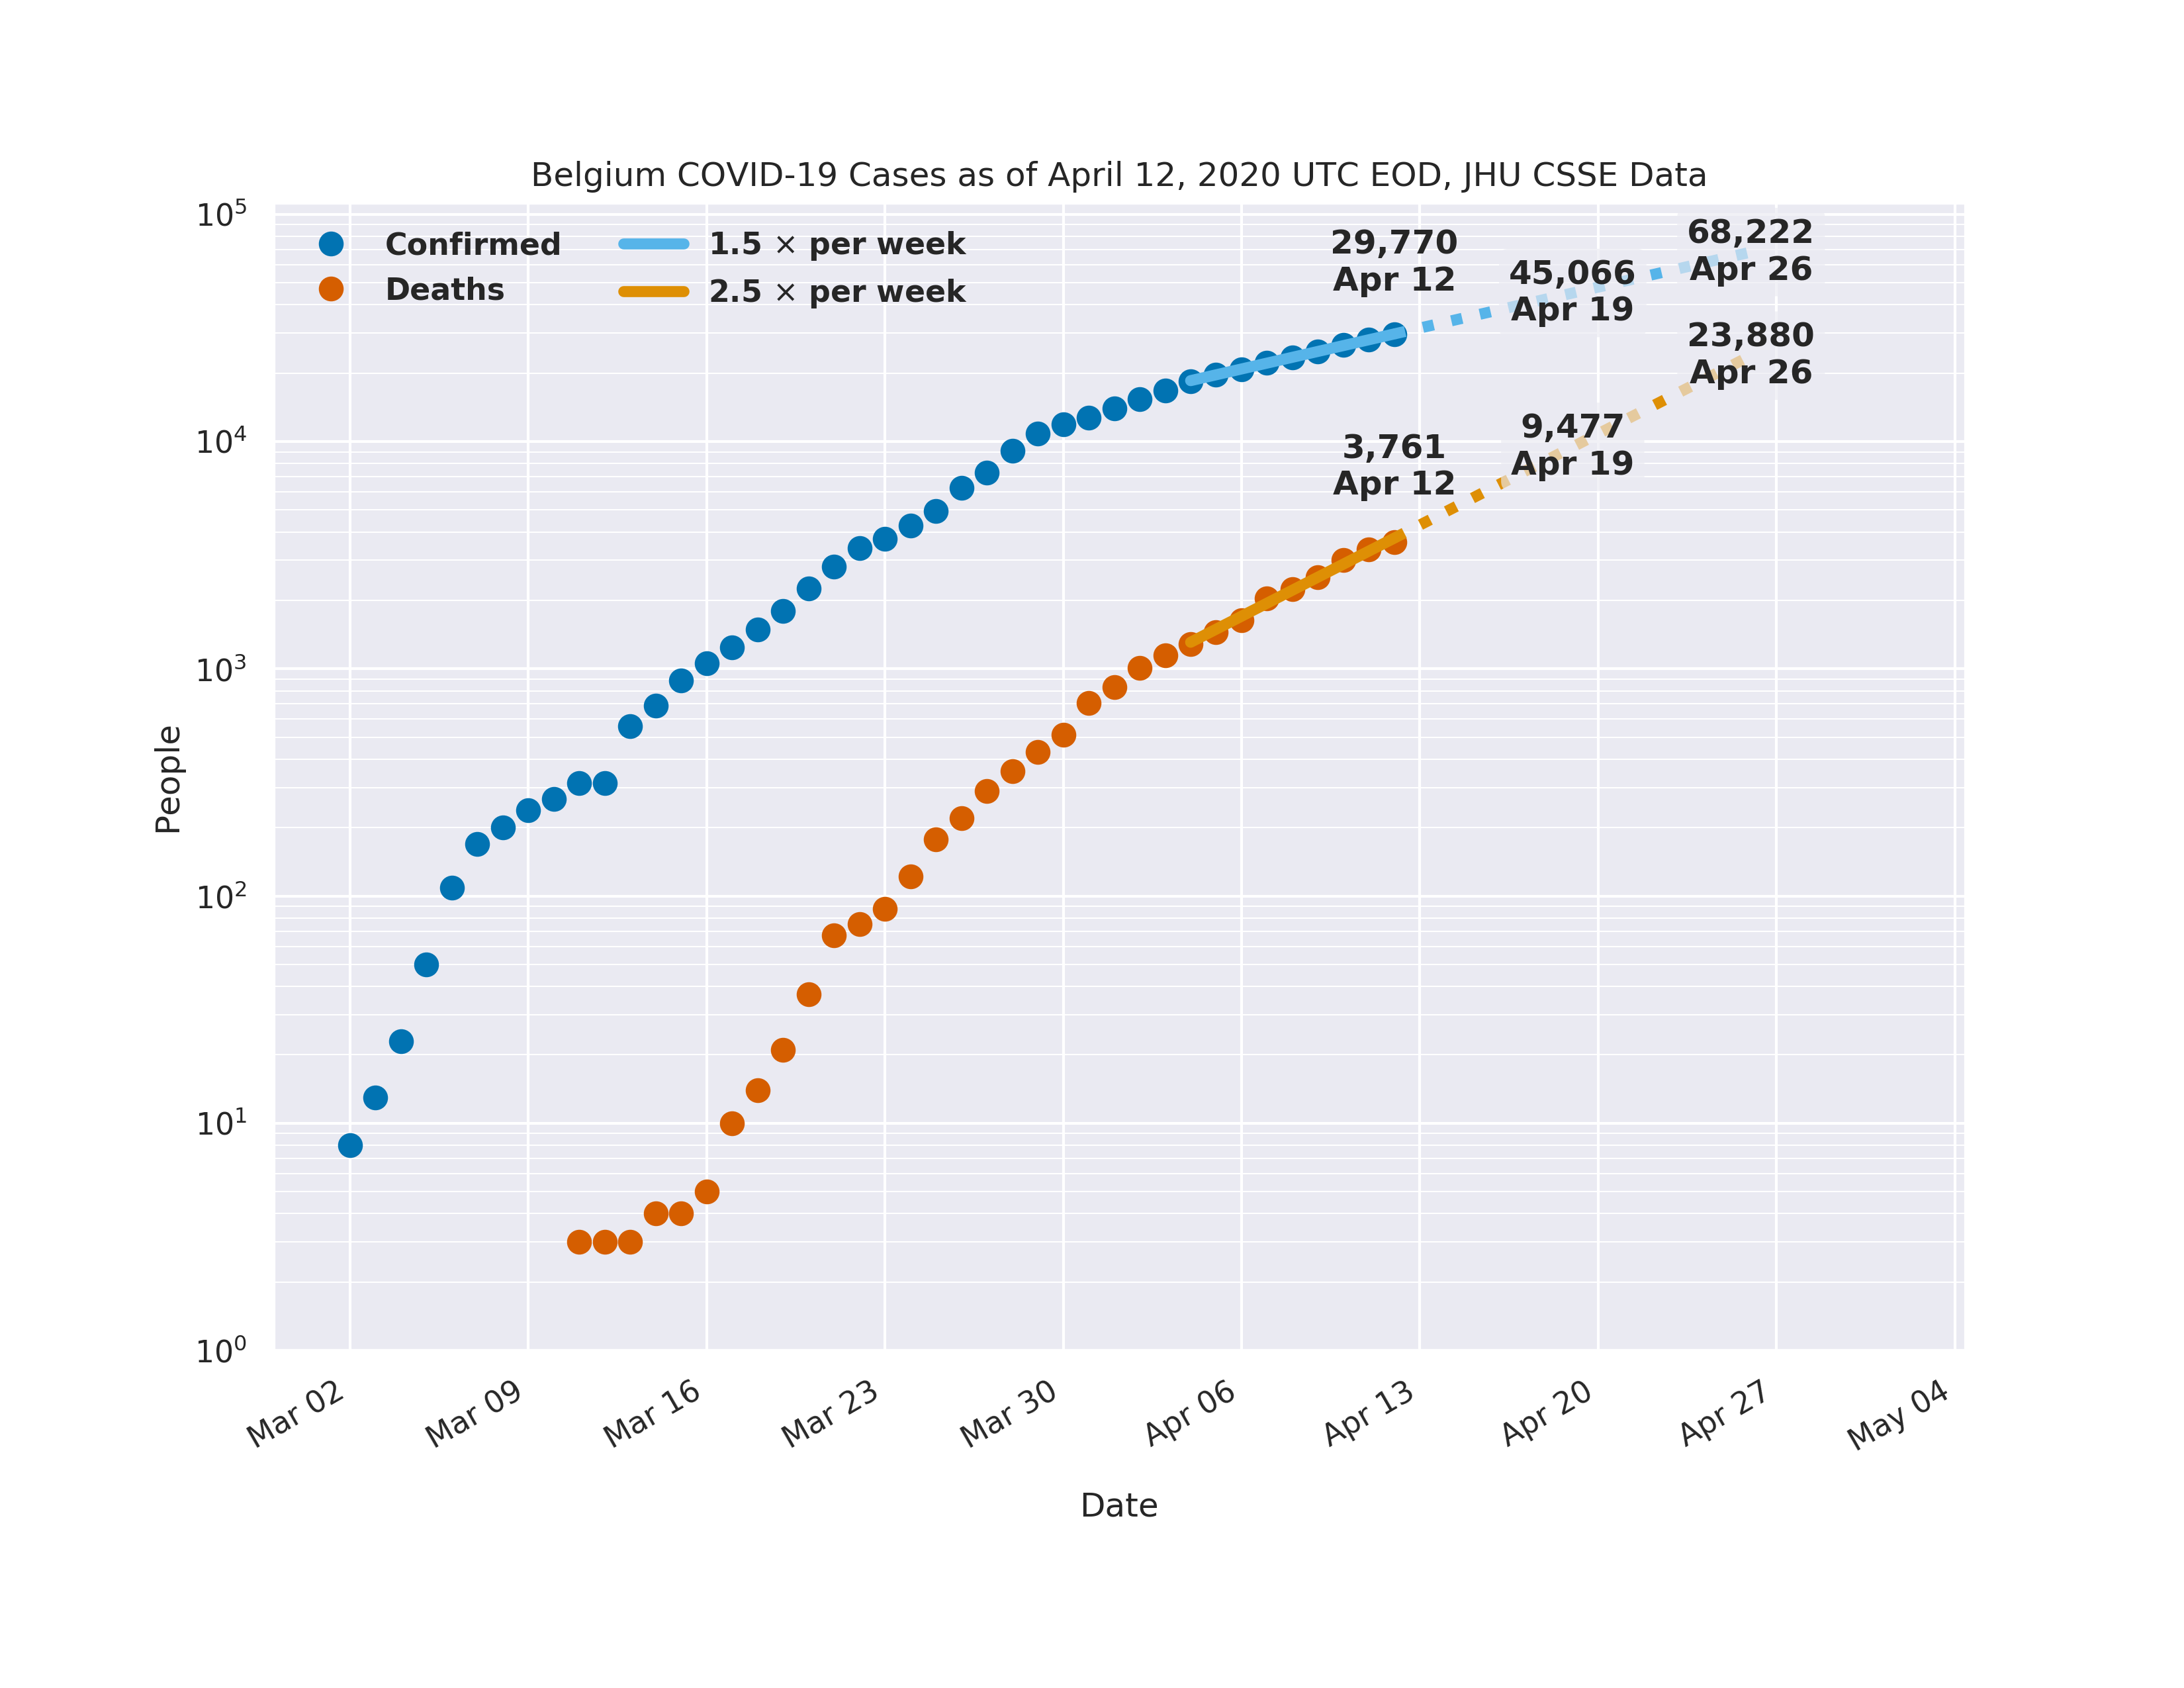 Belgium COVID-19 Cases as of April 12, 2020 UTC EOD, JHU CSSE Data
Confirmed
Deaths
1.5 × per week
2.5 × per week
29,770
Apr 12
45,066
Apr 19
68,222
Apr 26
3,761
Apr 12
9,477
Apr 19
23,880
Apr 26
People
10⁵
10⁴
10³
10²
10¹
10⁰
Mar 02
Mar 09
Mar 16
Mar 23
Mar 30
Apr 06
Apr 13
Apr 20
Apr 27
May 04
Date